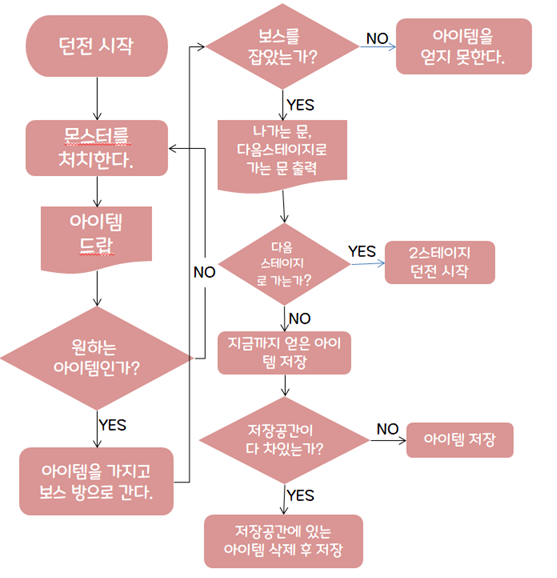 던전 시작
몬스터를
처치한다.
아이템
드랍
NO
원하는
아이템인가?
YES
아이템을 가지고
보스 방으로 간다.
보스를
잡았는가?
NO
아이템을
얻지 못한다.
YES
나가는 문,
다음스테이지로
가는 문 출력
다음
스테이지
로 가는가?
YES
2스테이지
던전 시작
NO
지금까지 얻은 아이
템 저장
저장공간이
다 차있는가?
NO
아이템 저장
YES
저장공간에 있는
아이템 삭제 후 저장